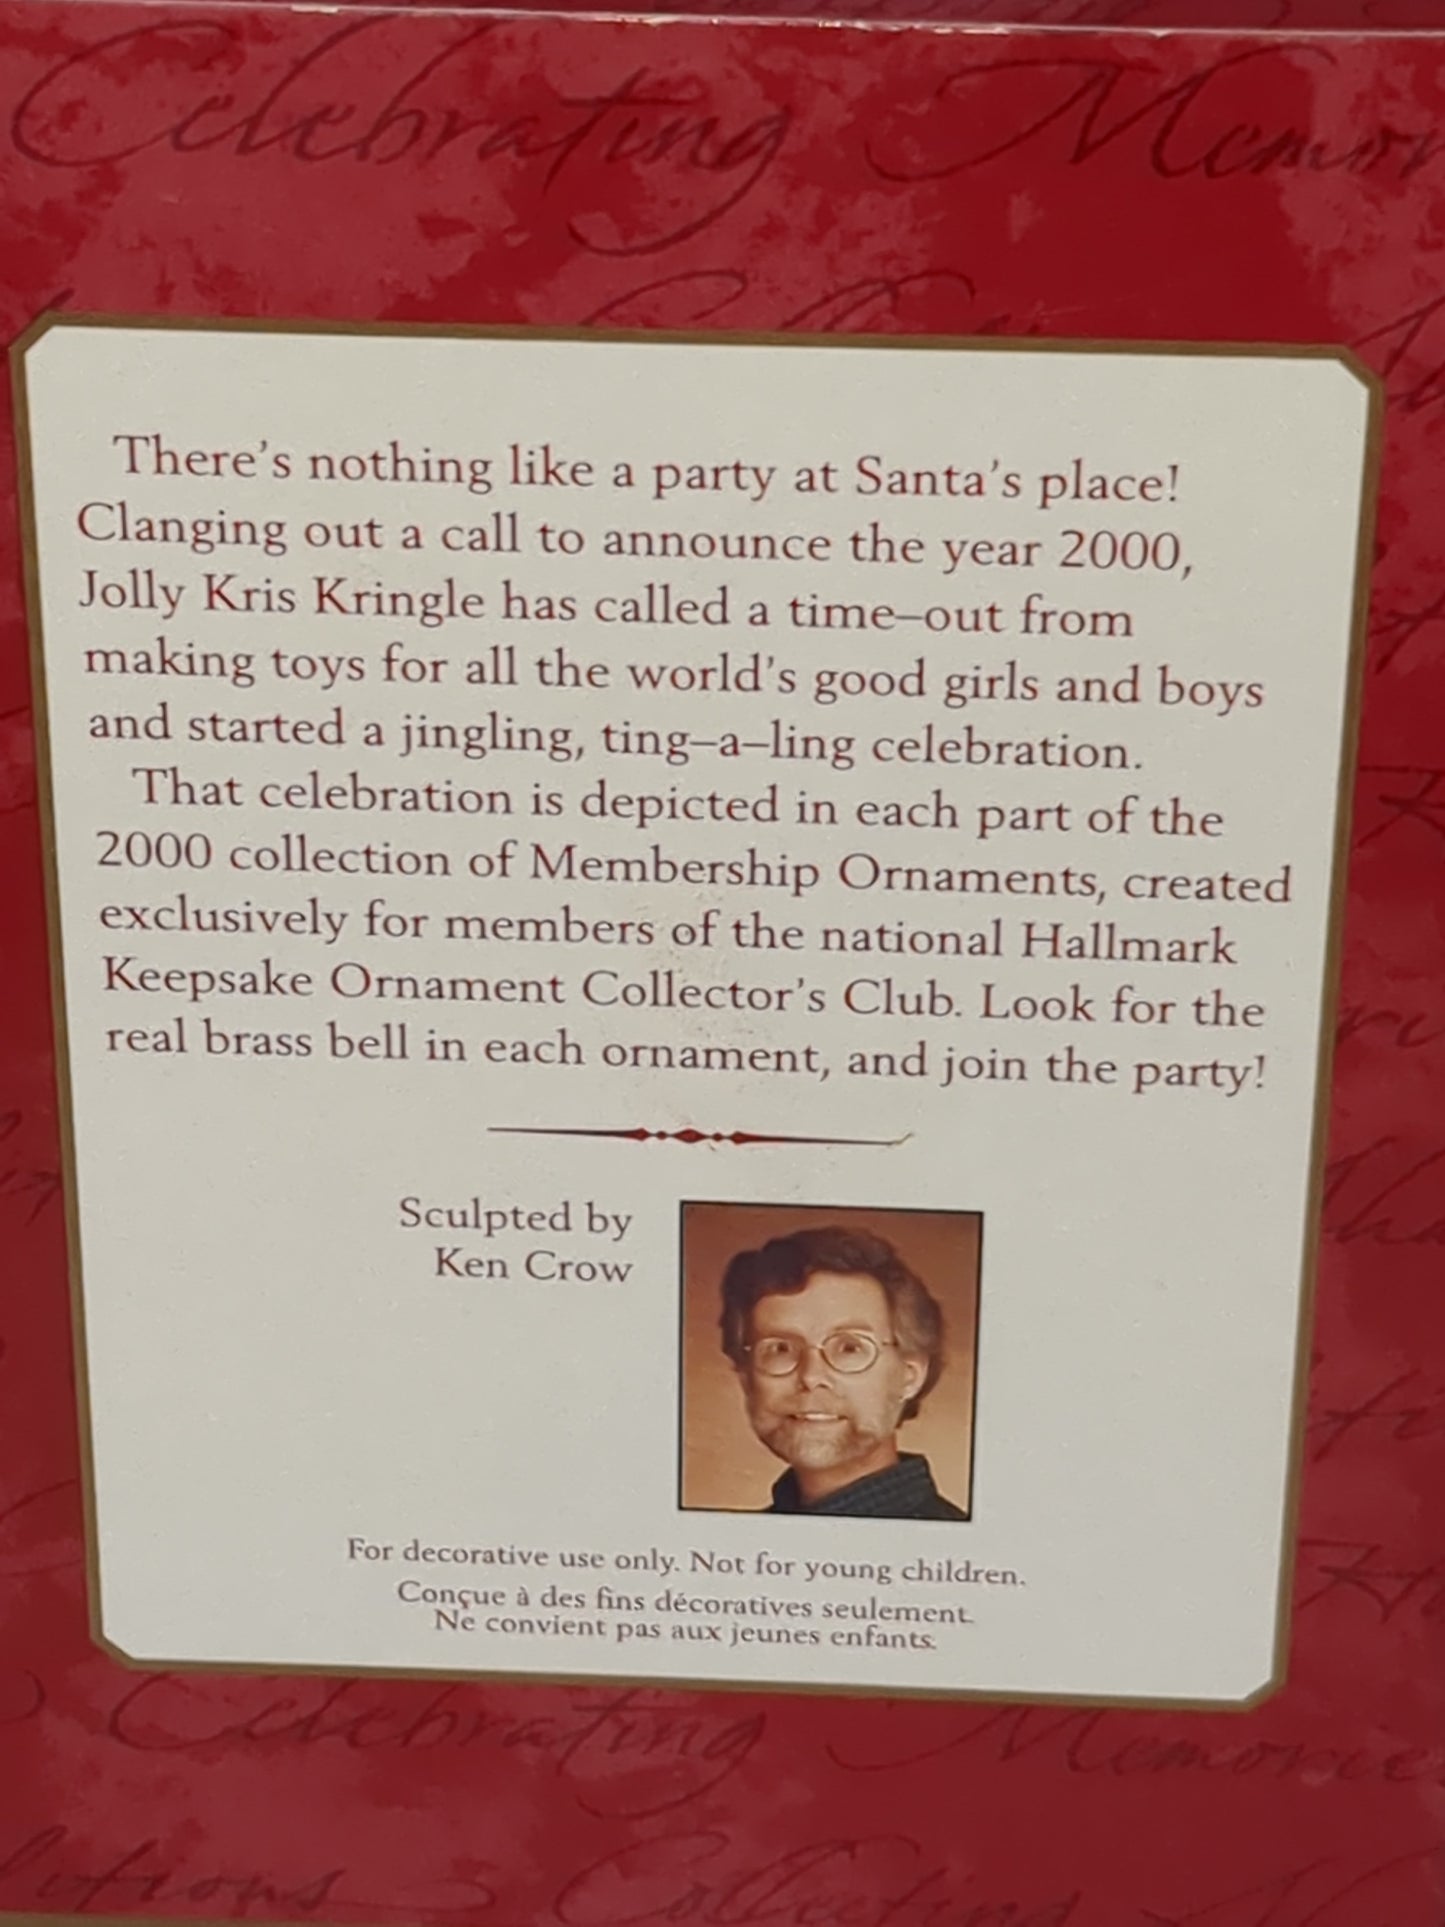 Celebrating Memor
There's nothing like a party at Santa's place!
Clanging out a call to announce the year 2000,
Jolly Kris Kringle has called a time–out from
making toys for all the world's good girls and boys
and started a jingling, ting–a–ling celebration.
That celebration is depicted in each part of the
2000 collection of Membership Ornaments, created
exclusively for members of the national Hallmark
Keepsake Ornament Collector's Club. Look for the
real brass bell in each ornament, and join the party!
Sculpted by
Ken Crow
For decorative use only. Not for young children.
Conçue à des fins décoratives seulement.
Ne convient pas aux jeunes enfants.
Celebrating Memorie
Collecting